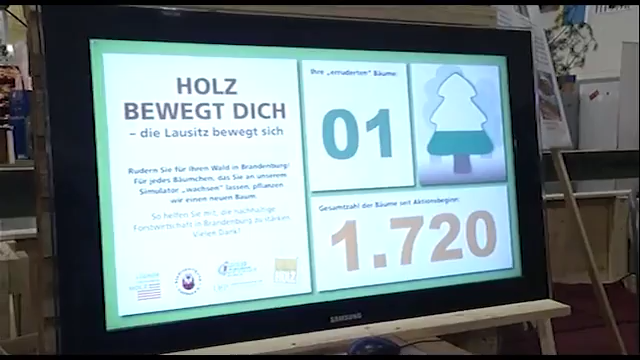 HOLZ
BEWEGT DICH
– die Lausitz bewegt sich
Rudern Sie für Ihren Wald in Brandenburg!
Für jedes Bäumchen, das Sie an unserem
Simulator „wachsen“ lassen, pflanzen
wir einen neuen Baum.
So helfen Sie mit, die nachhaltige
Forstwirtschaft in Brandenburg zu stärken.
Vielen Dank!
Ihre „errruderten“ Bäume:
01
Gesamtzahl der Bäume seit Aktionsbeginn:
1.720
HOLZ
SAMSUNG